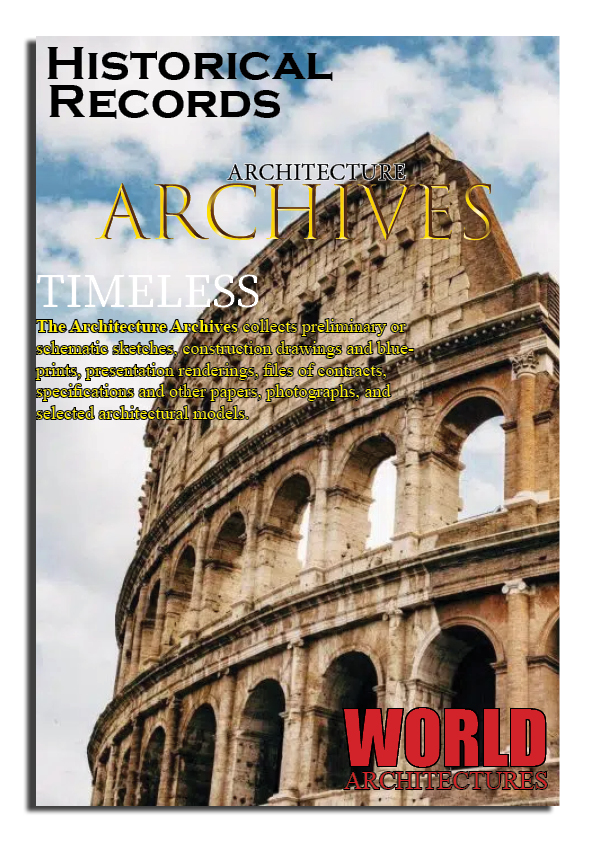 HISTORICAL
RECORDS
ARCHITECTURE
ARCHIVES
TIMELESS
The Architecture Archives collects preliminary or
schematic sketches, construction drawings and blue-
prints, presentation renderings, files of contracts,
specifications and other papers, photographs, and
selected architectural models.
WORLD
ARCHITECTURES